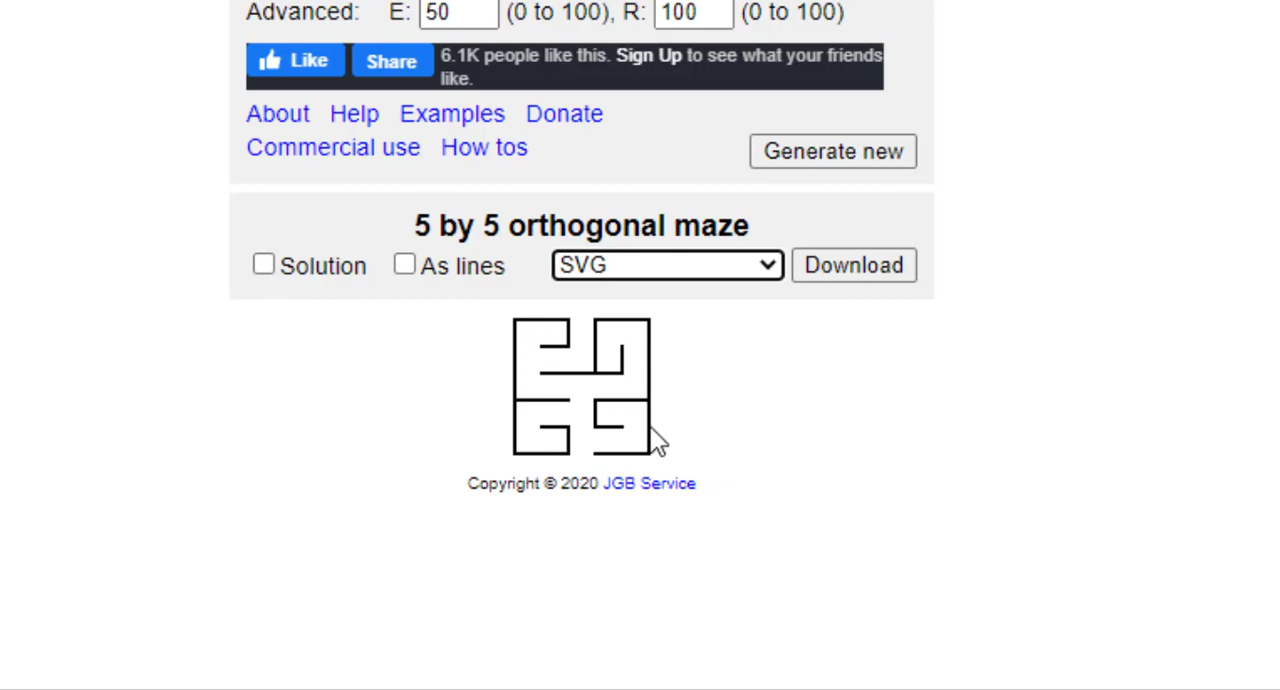 Advanced: E: 50 (0 to 100), R: 100 (0 to 100)
Like Share 6.1K people like this. Sign Up to see what your friends
like.
About Help Examples Donate
Commercial use How tos Generate new
5 by 5 orthogonal maze
Solution As lines SVG Download
Copyright © 2020 JGB Service